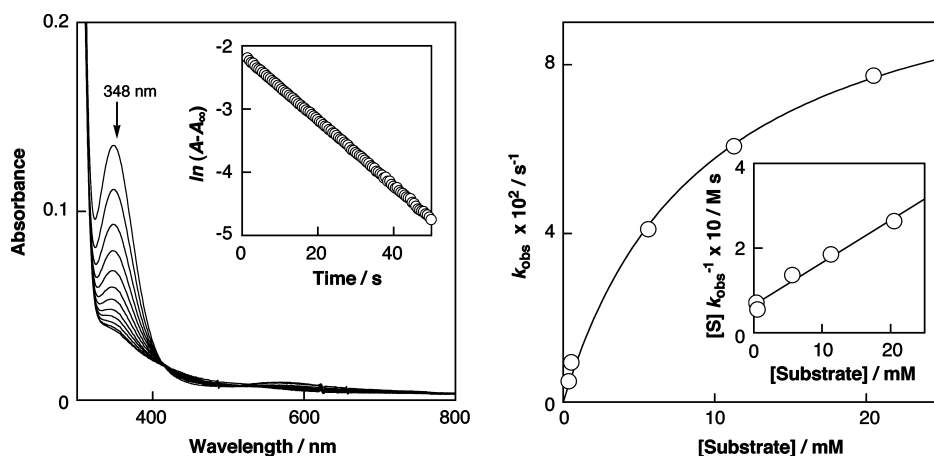 0.2
0.1
0
Absorbance
348 nm
400
600
800
Wavelength / nm
-2
-3
-4
-5
ln (A-A∞)
0
20
40
Time / s
8
4
0
kobs x 10² / s⁻¹
0
10
20
[Substrate] / mM
4
2
0
[S] kobs⁻¹ x 10 / M s
0
10
20
[Substrate] / mM